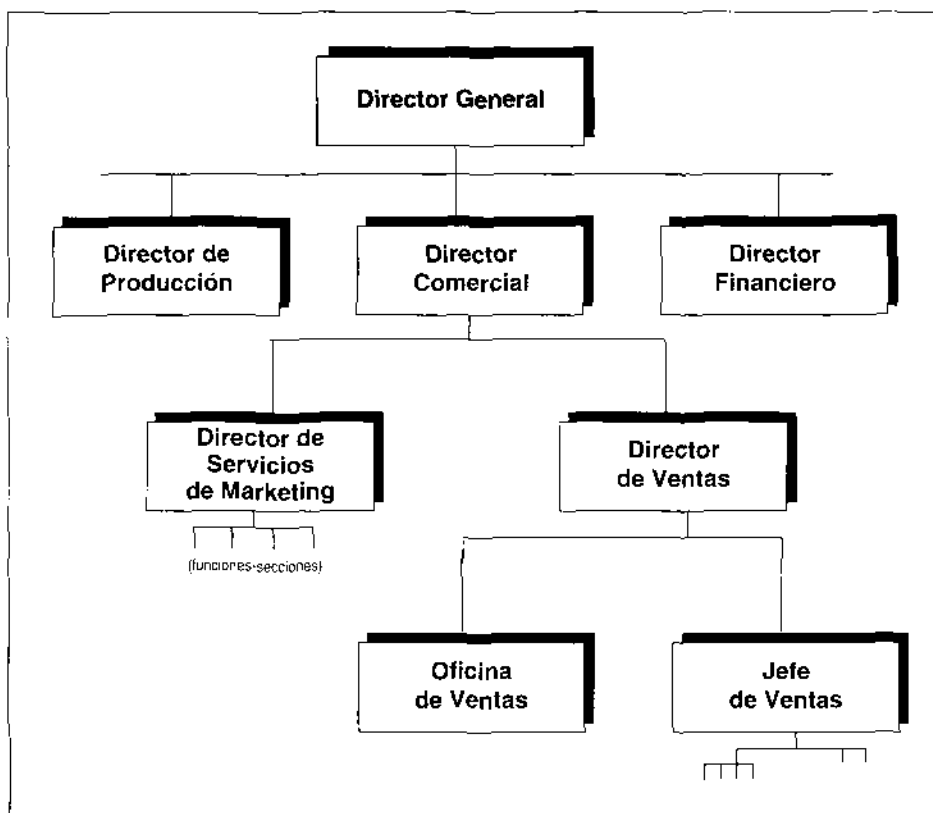 Director General
Director de
Producción
Director
Comercial
Director
Financiero
Director de
Servicios
de Marketing
Director
de Ventas
(funciones-secciones)
Oficina
de Ventas
Jefe
de Ventas